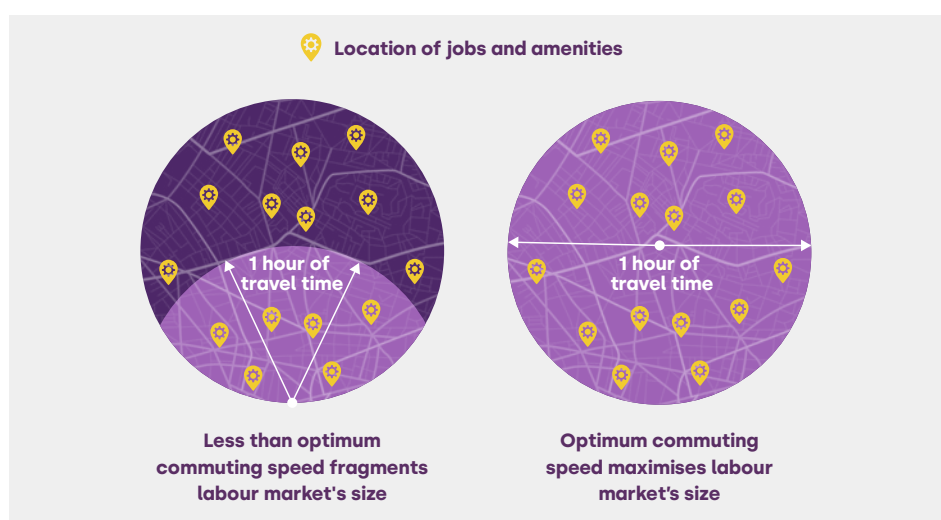 Location of jobs and amenities
1 hour of
travel time
1 hour of
travel time
Less than optimum
commuting speed fragments
labour market's size
Optimum commuting
speed maximises labour
market’s size